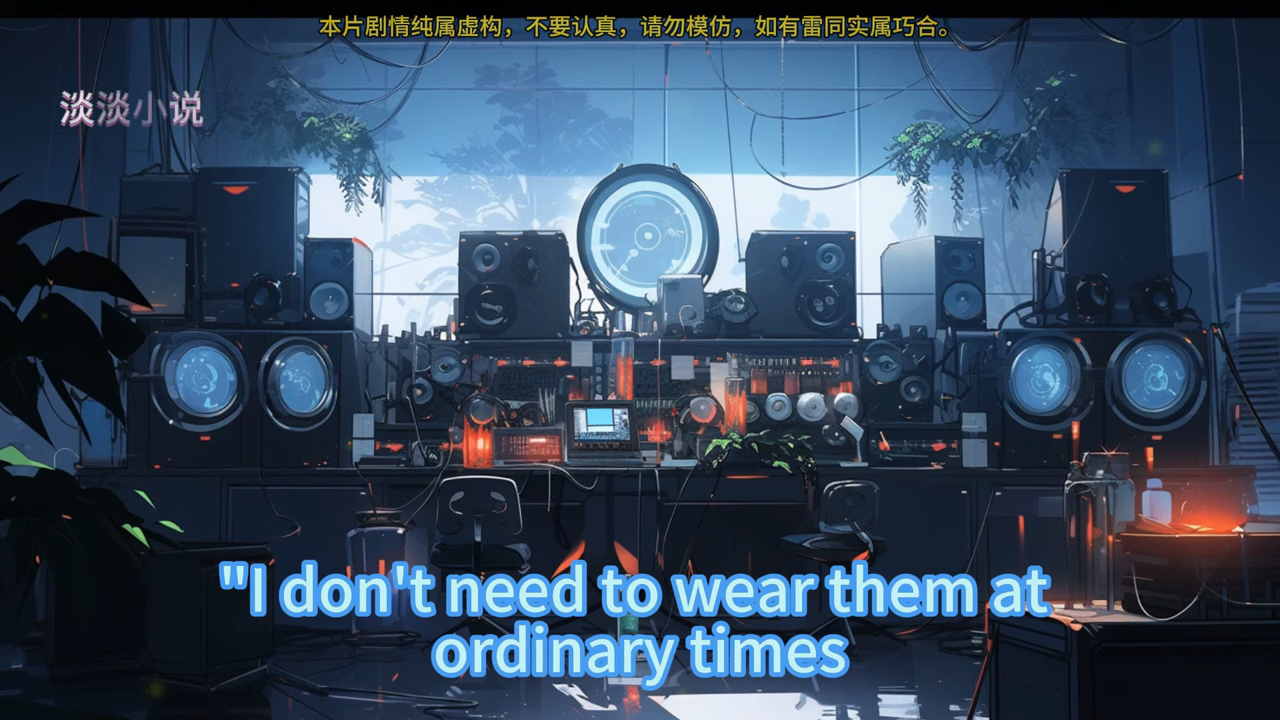 本片剧情纯属虚构，不要认真，请勿模仿，如有雷同实属巧合。
淡淡小说
"I don't need to wear them at
ordinary times